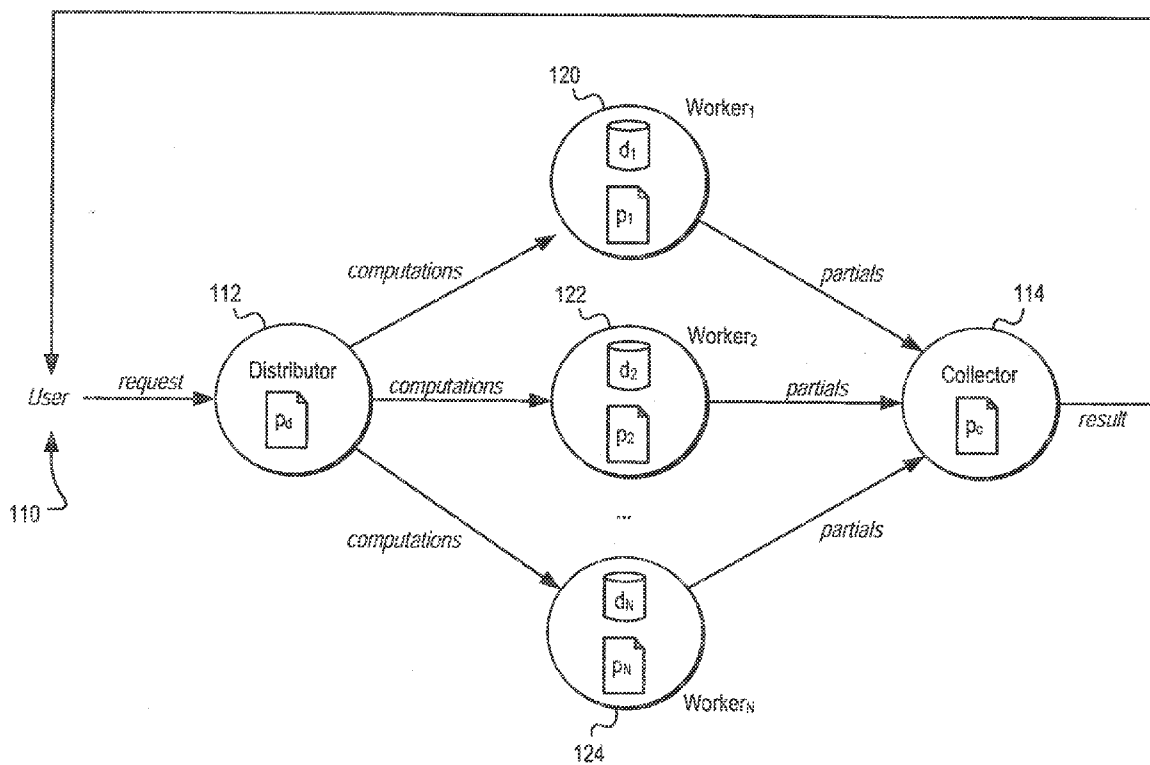 120
Worker1
d1
p1
computations
partials
112
122
Worker2
114
Distributor
d2
Collector
User
request
computations
partials
result
pd
p2
pc
110
...
computations
partials
dN
pN
WorkerN
124